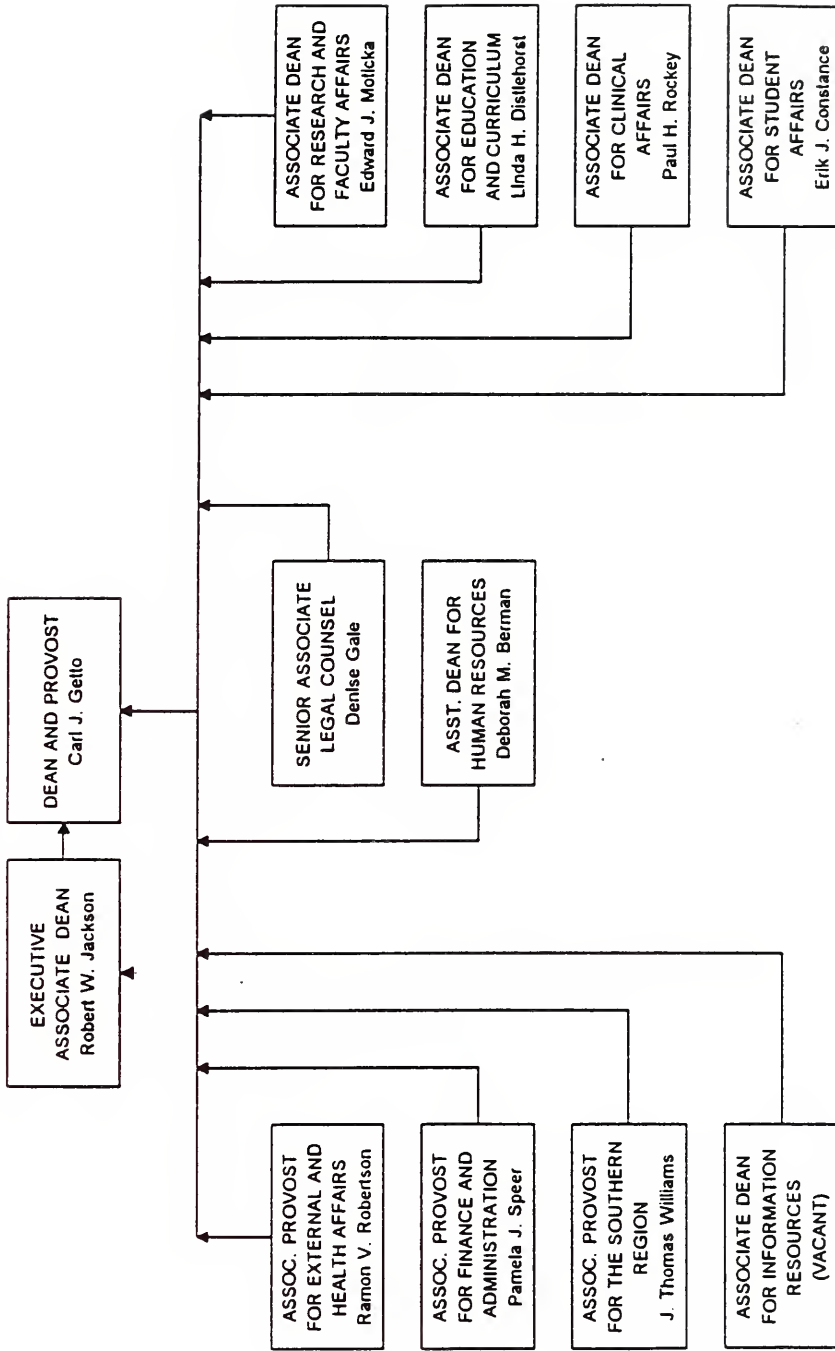 EXECUTIVE
ASSOCIATE DEAN
Robert W. Jackson
DEAN AND PROVOST
Carl J. Getto
ASSOC. PROVOST
FOR EXTERNAL AND
HEALTH AFFAIRS
Ramon V. Robertson
ASSOC. PROVOST
FOR FINANCE AND
ADMINISTRATION
Pamela J. Speer
ASSOC. PROVOST
FOR THE SOUTHERN
REGION
J. Thomas Williams
ASSOCIATE DEAN
FOR INFORMATION
RESOURCES
(VACANT)
SENIOR ASSOCIATE
LEGAL COUNSEL
Denise Gale
ASST. DEAN FOR
HUMAN RESOURCES
Deborah M. Berman
ASSOCIATE DEAN
FOR RESEARCH AND
FACULTY AFFAIRS
Edward J. Moticka
ASSOCIATE DEAN
FOR EDUCATION
AND CURRICULUM
Linda H. Distlehorst
ASSOCIATE DEAN
FOR CLINICAL
AFFAIRS
Paul H. Rockey
ASSOCIATE DEAN
FOR STUDENT
AFFAIRS
Erik J. Constance